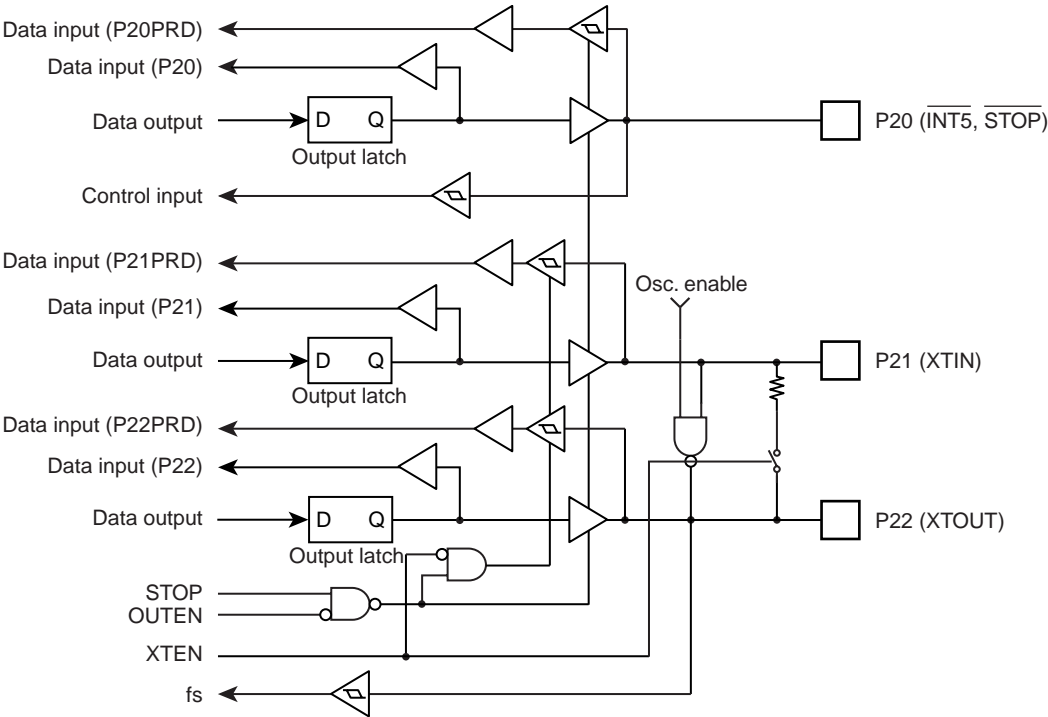 Data input (P20PRD)
Data input (P20)
Data output
D Q
Output latch
P20 (INT5, STOP)
Control input
Data input (P21PRD)
Osc. enable
Data input (P21)
Data output
D Q
Output latch
P21 (XTIN)
Data input (P22PRD)
Data input (P22)
Data output
D Q
Output latch
P22 (XTOUT)
STOP
OUTEN
XTEN
fs